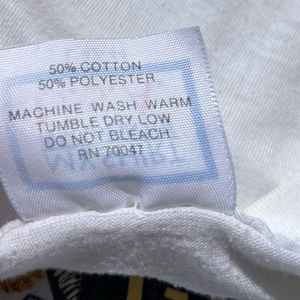 50% COTTON
50% POLYESTER
MACHINE WASH WARM
TUMBLE DRY LOW
DO NOT BLEACH
RN 70047